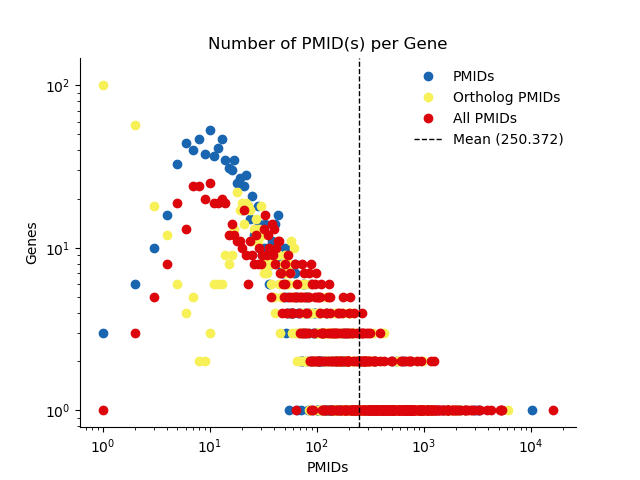 Number of PMID(s) per Gene
PMIDs
Ortholog PMIDs
All PMIDs
Mean (250.372)
Genes
10²
10¹
10⁰
10⁰ 10¹ 10² 10³ 10⁴
PMIDs